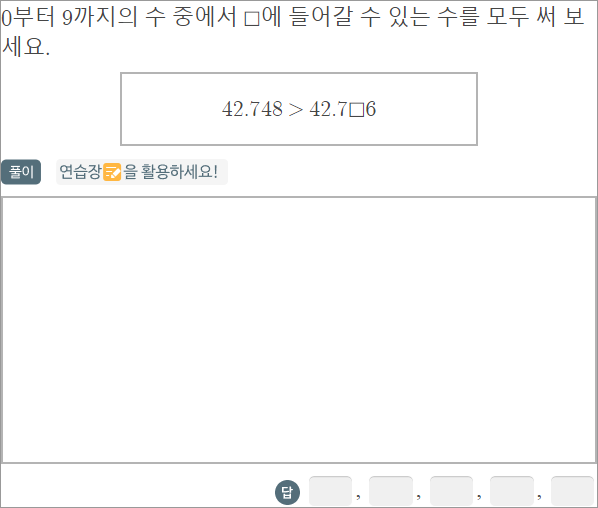 0부터 9까지의 수 중에서 □에 들어갈 수 있는 수를 모두 써 보
세요.
42.748 > 42.7□6
풀이 연습장을 활용하세요!
답 , , , ,